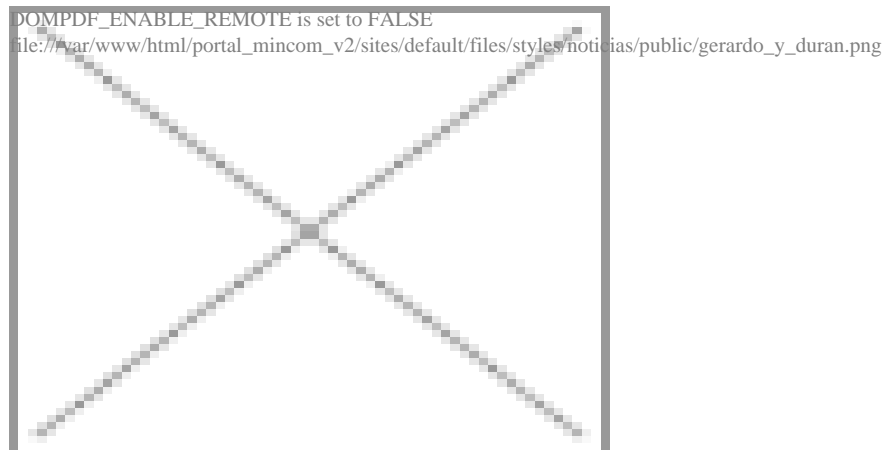 DOMPDF_ENABLE_REMOTE is set to FALSE
file:///var/www/html/portal_mincom_v2/sites/default/files/styles/noticias/public/gerardo_y_duran.png